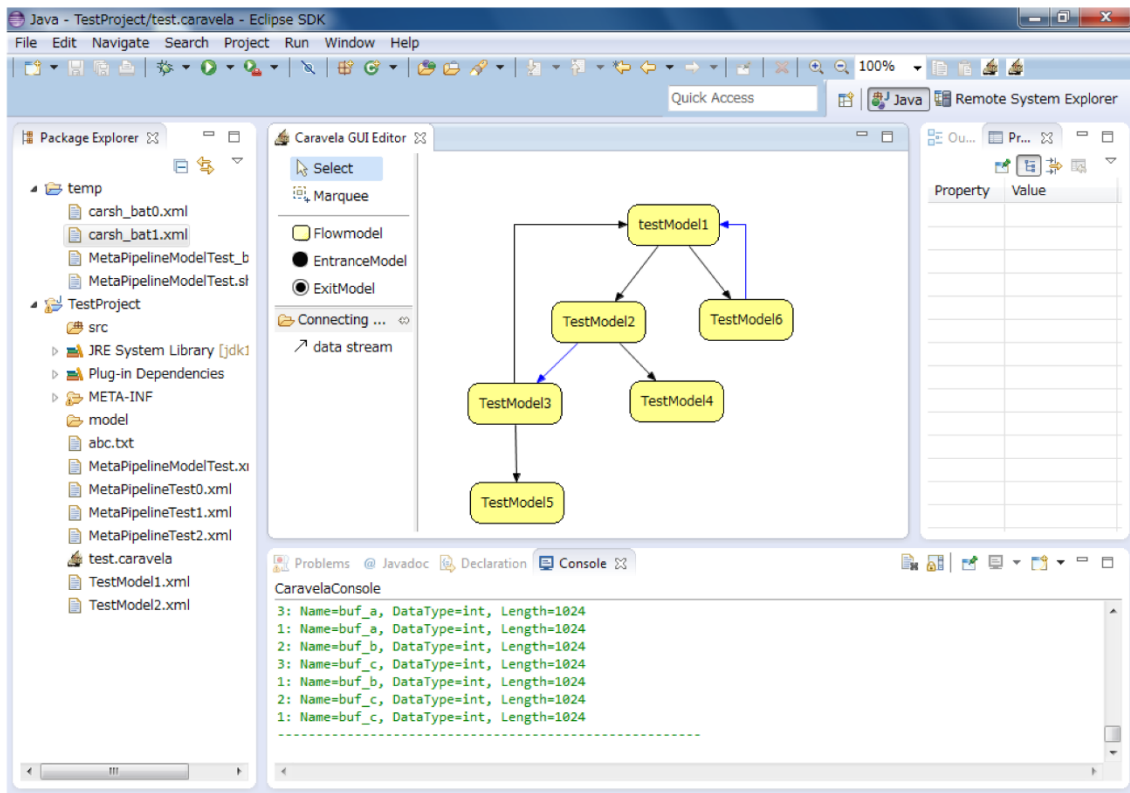 Java - TestProject/test.caravela - Eclipse SDK
File Edit Navigate Search Project Run Window Help
100%
Quick Access
Java
Remote System Explorer
Package Explorer
temp
carsh_bat0.xml
carsh_bat1.xml
MetaPipelineModelTest_b
MetaPipelineModelTest.sh
TestProject
src
JRE System Library [jdk1
Plug-in Dependencies
META-INF
model
abc.txt
MetaPipelineModelTest.xm
MetaPipelineTest0.xml
MetaPipelineTest1.xml
MetaPipelineTest2.xml
test.caravela
TestModel1.xml
TestModel2.xml
Caravela GUI Editor
Select
Marquee
Flowmodel
EntranceModel
ExitModel
Connecting ...
data stream
testModel1
TestModel2
TestModel6
TestModel3
TestModel4
TestModel5
Ou...
Pr...
Property Value
Problems @ Javadoc Declaration Console
CaravelaConsole
3: Name=buf_a, DataType=int, Length=1024
1: Name=buf_a, DataType=int, Length=1024
2: Name=buf_b, DataType=int, Length=1024
3: Name=buf_c, DataType=int, Length=1024
1: Name=buf_b, DataType=int, Length=1024
2: Name=buf_c, DataType=int, Length=1024
1: Name=buf_c, DataType=int, Length=1024
-------------------------------------------------------